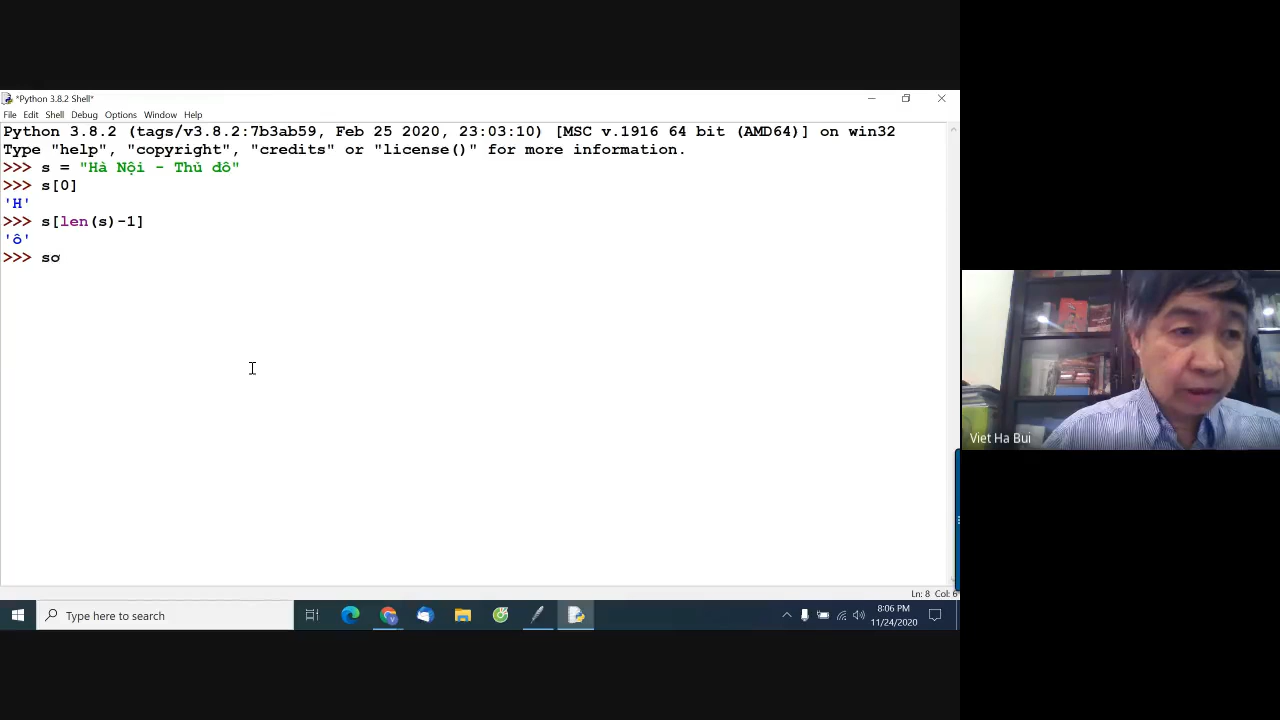 *Python 3.8.2 Shell*
File Edit Shell Debug Options Window Help
Python 3.8.2 (tags/v3.8.2:7b3ab59, Feb 25 2020, 23:03:10) [MSC v.1916 64 bit (AMD64)] on win32
Type "help", "copyright", "credits" or "license()" for more information.
>>> s = "Hà Nội - Thủ đô"
>>> s[0]
'H'
>>> s[len(s)-1]
'ô'
>>> sơ
Viet Ha Bui
Ln: 8 Col: 6
Type here to search
8:06 PM
11/24/2020